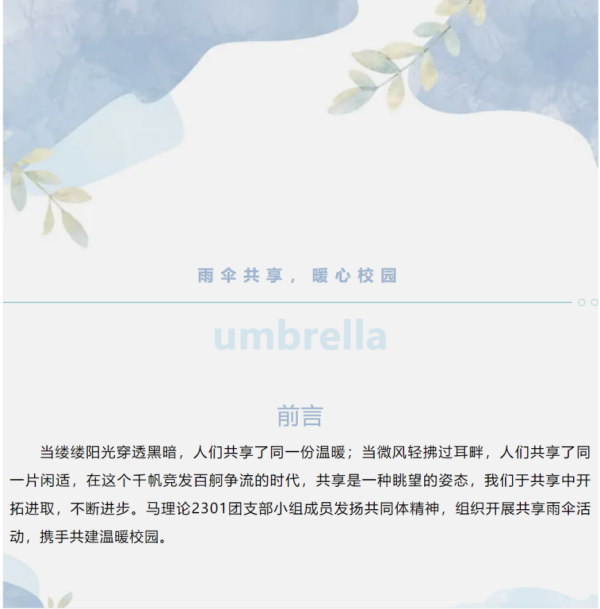 雨伞共享，暖心校园
umbrella
前言
当缕缕阳光穿透黑暗，人们共享了同一份温暖；当微风轻拂过耳畔，人们共享了同
一片闲适，在这个千帆竞发百舸争流的时代，共享是一种眺望的姿态，我们于共享中开
拓进取，不断进步。马理论2301团支部小组成员发扬共同体精神，组织开展共享雨伞活
动，携手共建温暖校园。